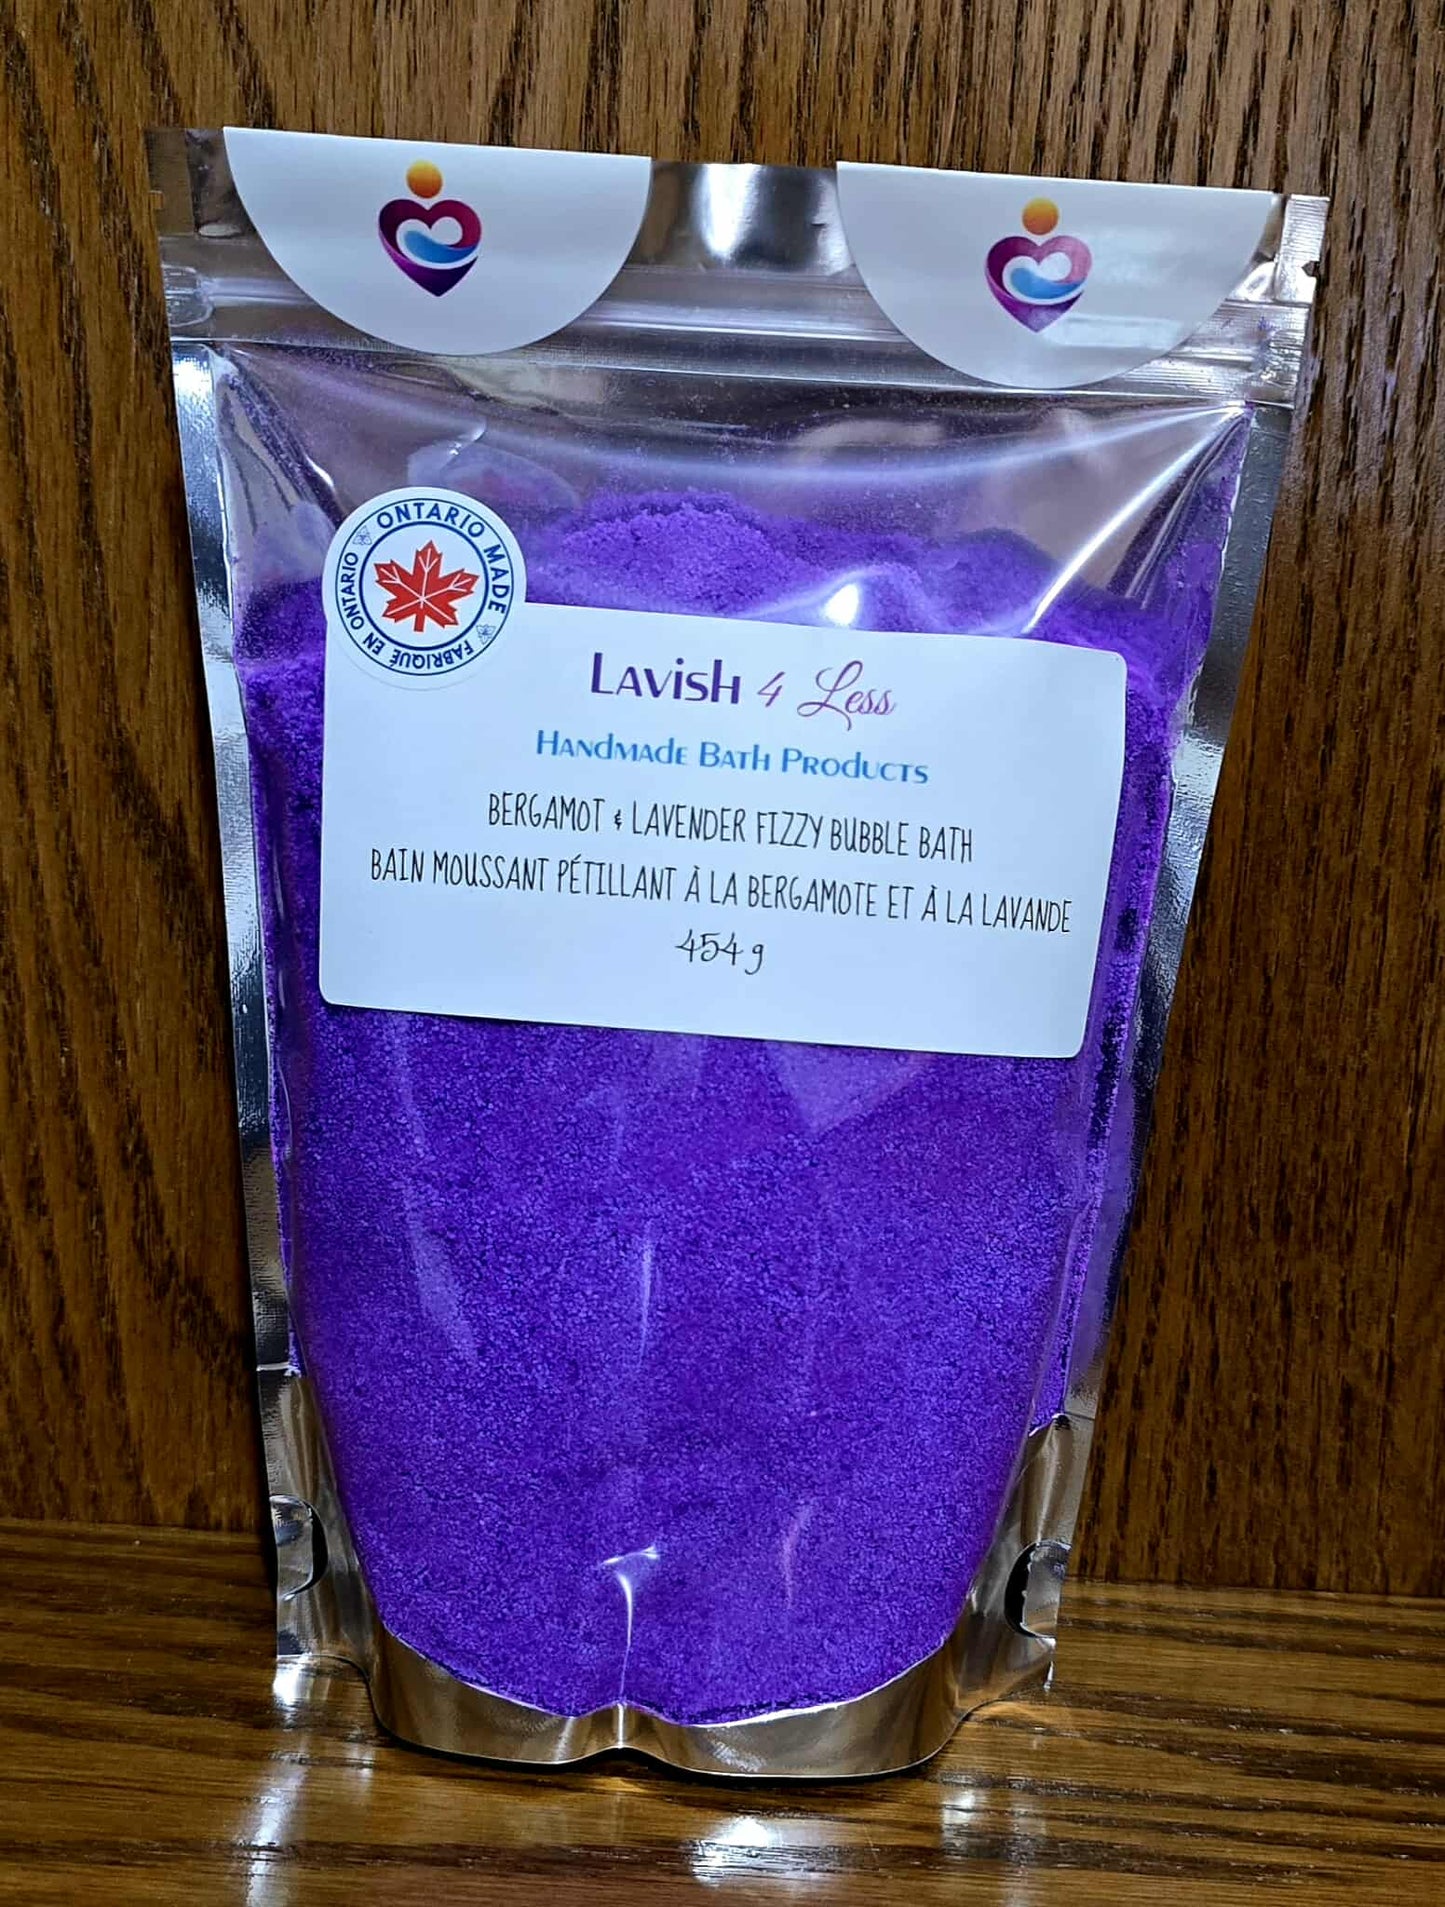 ONTARIO MADE
FABRIQUÉ EN ONTARIO
Lavish 4 Less
Handmade Bath Products
BERGAMOT & LAVENDER FIZZY BUBBLE BATH
BAIN MOUSSANT PÉTILLANT À LA BERGAMOTE ET À LA LAVANDE
454 g